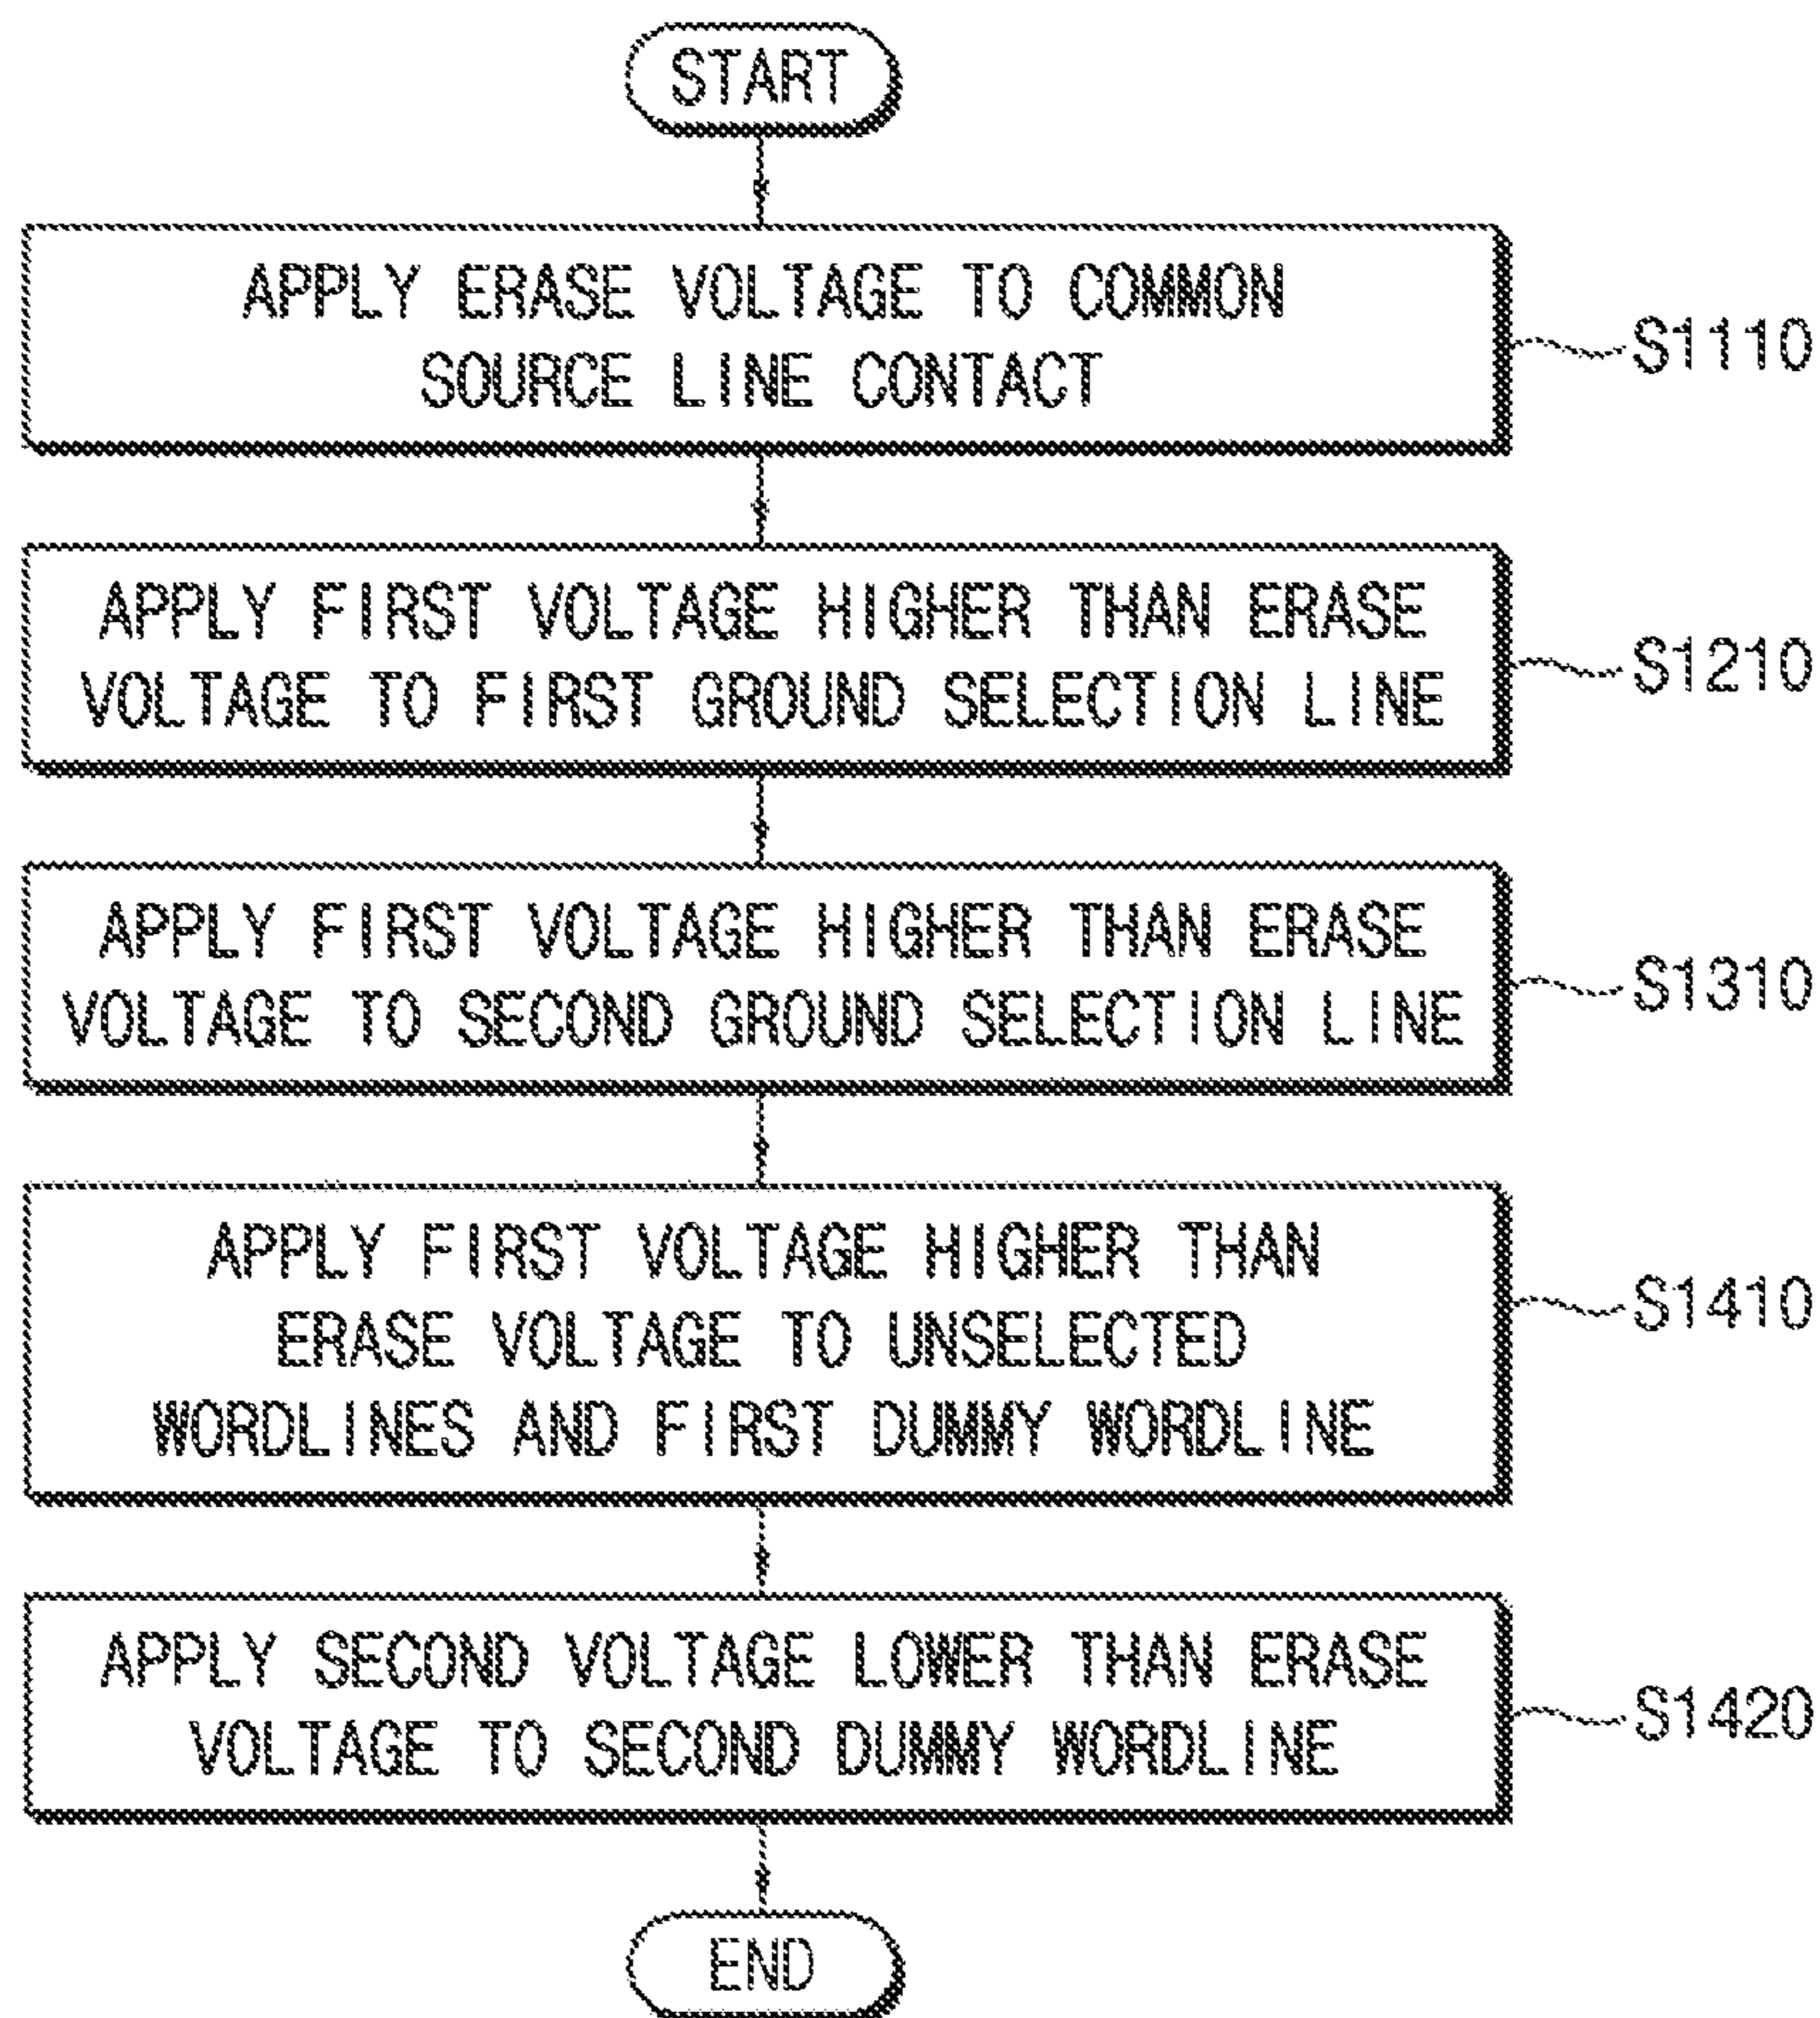 START
APPLY ERASE VOLTAGE TO COMMON
SOURCE LINE CONTACT
S1110
APPLY FIRST VOLTAGE HIGHER THAN ERASE
VOLTAGE TO FIRST GROUND SELECTION LINE
S1210
APPLY FIRST VOLTAGE HIGHER THAN ERASE
VOLTAGE TO SECOND GROUND SELECTION LINE
S1310
APPLY FIRST VOLTAGE HIGHER THAN
ERASE VOLTAGE TO UNSELECTED
WORDLINES AND FIRST DUMMY WORDLINE
S1410
APPLY SECOND VOLTAGE LOWER THAN ERASE
VOLTAGE TO SECOND DUMMY WORDLINE
S1420
END